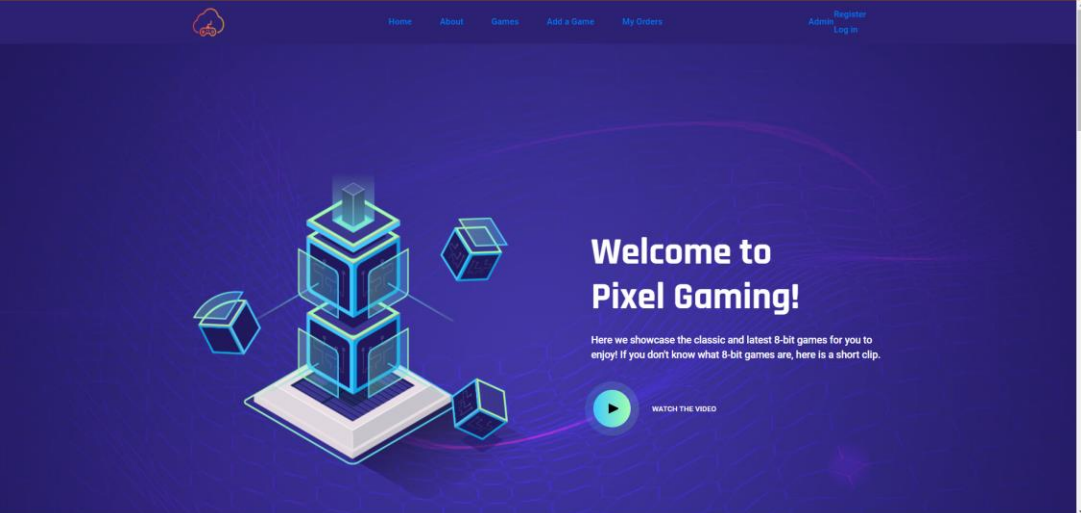 Home About Games Add a Game My Orders Admin Register
Log in
Welcome to
Pixel Gaming!
Here we showcase the classic and latest 8-bit games for you to
enjoy! If you don't know what 8-bit games are, here is a short clip.
WATCH THE VIDEO